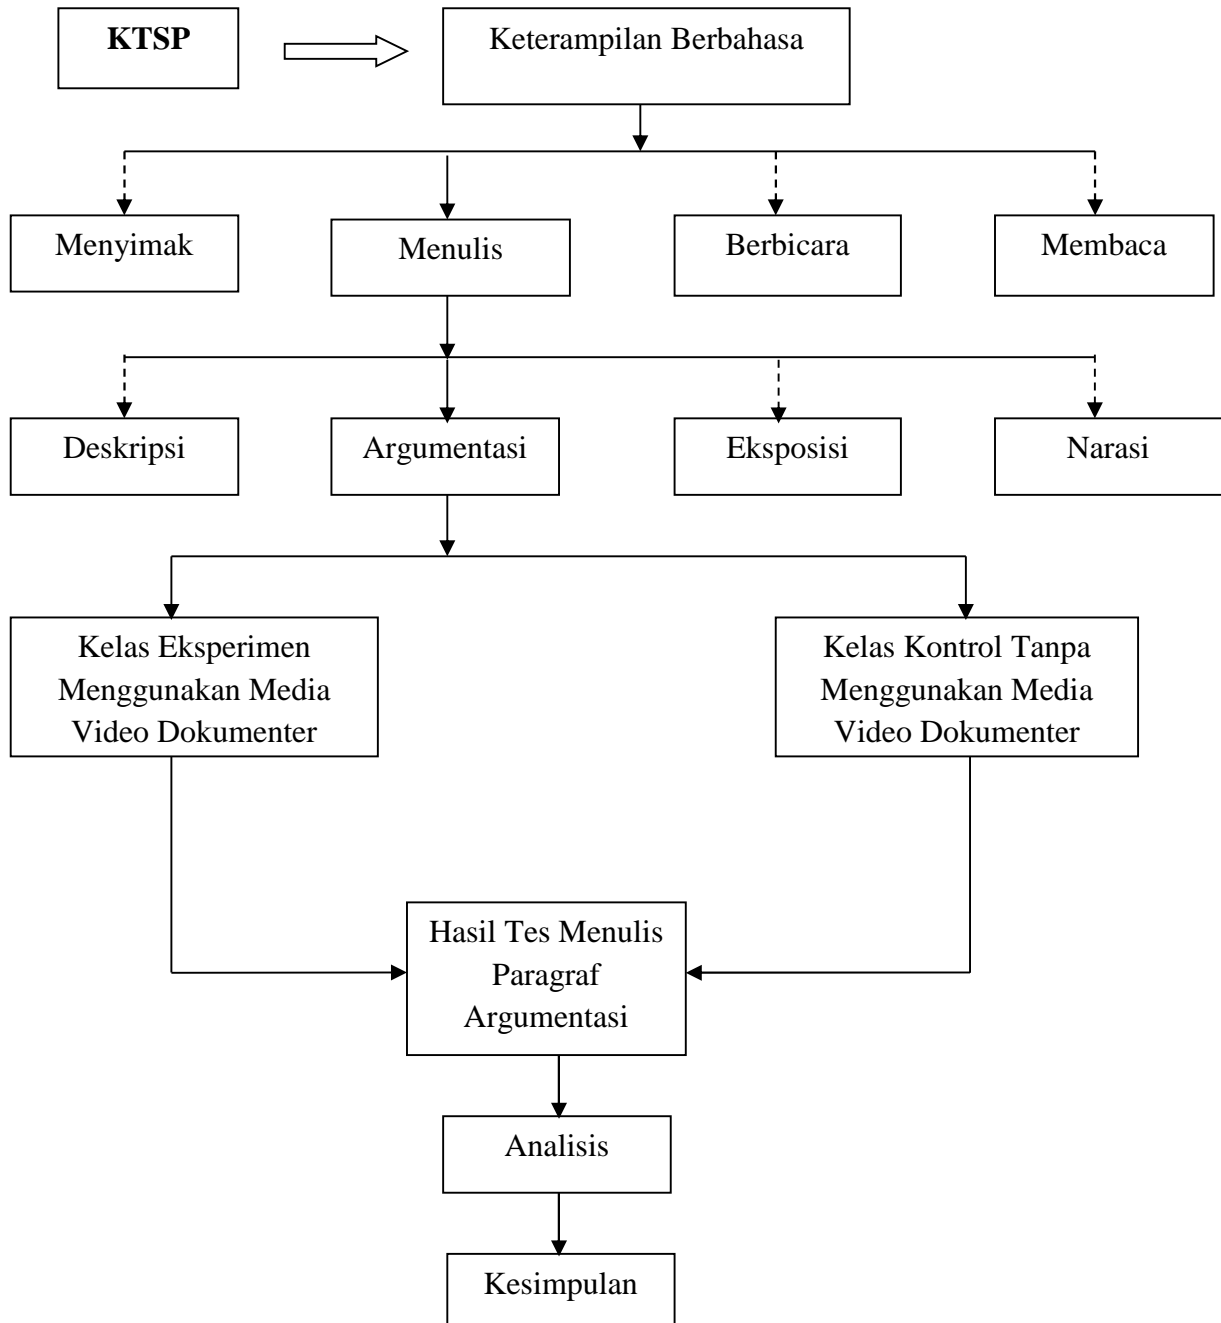 KTSP
Keterampilan Berbahasa
Menyimak
Menulis
Berbicara
Membaca
Deskripsi
Argumentasi
Eksposisi
Narasi
Kelas Eksperimen
Menggunakan Media
Video Dokumenter
Kelas Kontrol Tanpa
Menggunakan Media
Video Dokumenter
Hasil Tes Menulis
Paragraf
Argumentasi
Analisis
Kesimpulan